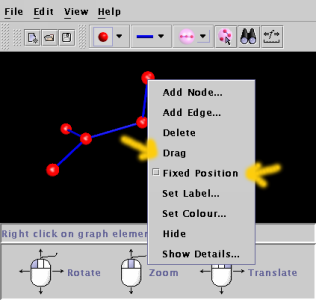 File Edit View Help
Add Node...
Add Edge...
Delete
Drag
Fixed Position
Set Label...
Set Colour...
Hide
Show Details...
Right click on graph elemen
Rotate Zoom Translate